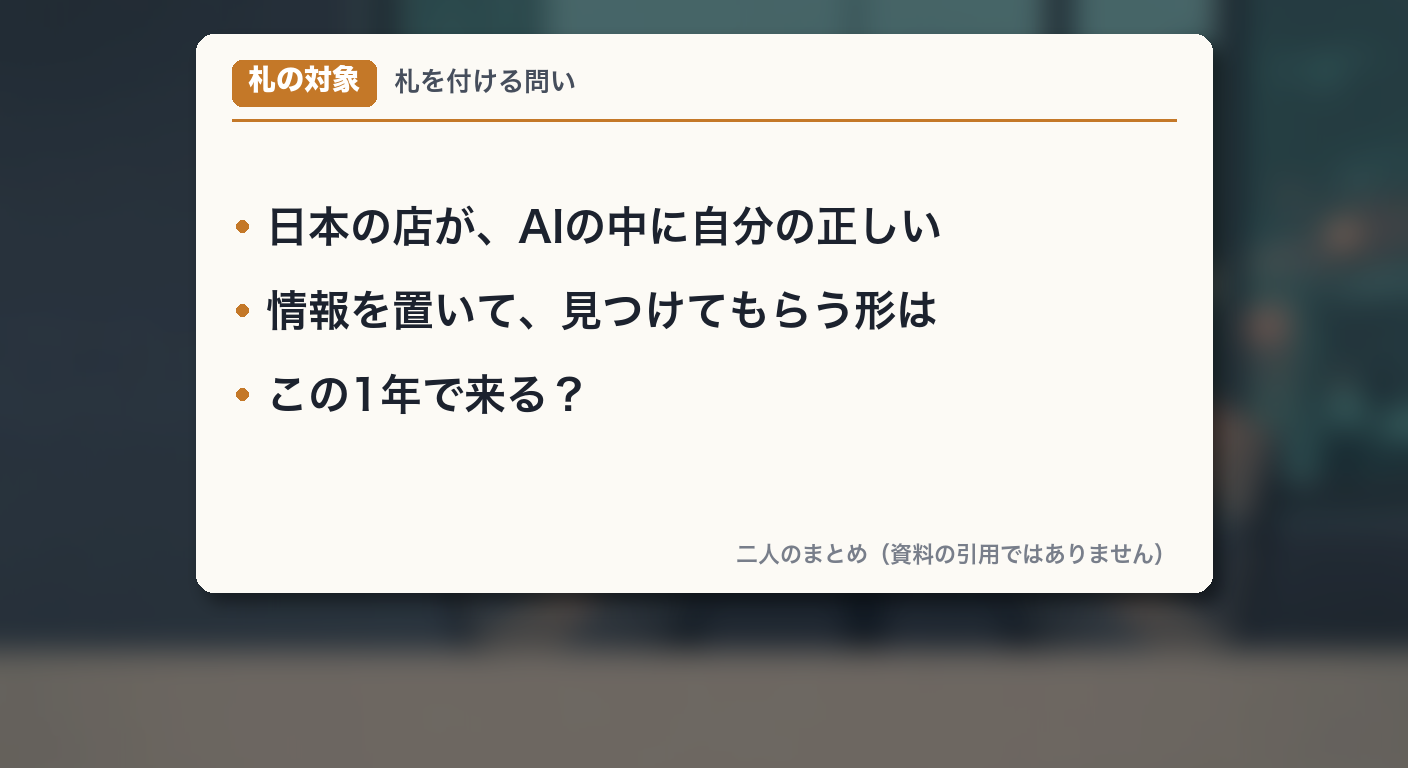 札の対象 札を付ける問い
• 日本の店が、AIの中に自分の正しい
• 情報を置いて、見つけてもらう形は
• この1年で来る？
二人のまとめ（資料の引用ではありません）